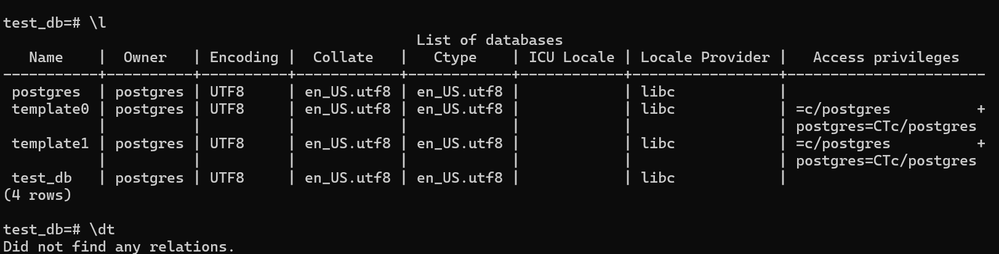 test_db=# \l
                                                List of databases
   Name    |  Owner   | Encoding |  Collate   |   Ctype    | ICU Locale | Locale Provider |   Access privileges
-----------+----------+----------+------------+------------+------------+-----------------+-----------------------
 postgres  | postgres | UTF8     | en_US.utf8 | en_US.utf8 |            | libc            |
 template0 | postgres | UTF8     | en_US.utf8 | en_US.utf8 |            | libc            | =c/postgres          +
           |          |          |            |            |            |                 | postgres=CTc/postgres
 template1 | postgres | UTF8     | en_US.utf8 | en_US.utf8 |            | libc            | =c/postgres          +
           |          |          |            |            |            |                 | postgres=CTc/postgres
 test_db   | postgres | UTF8     | en_US.utf8 | en_US.utf8 |            | libc            |
(4 rows)

test_db=# \dt
Did not find any relations.